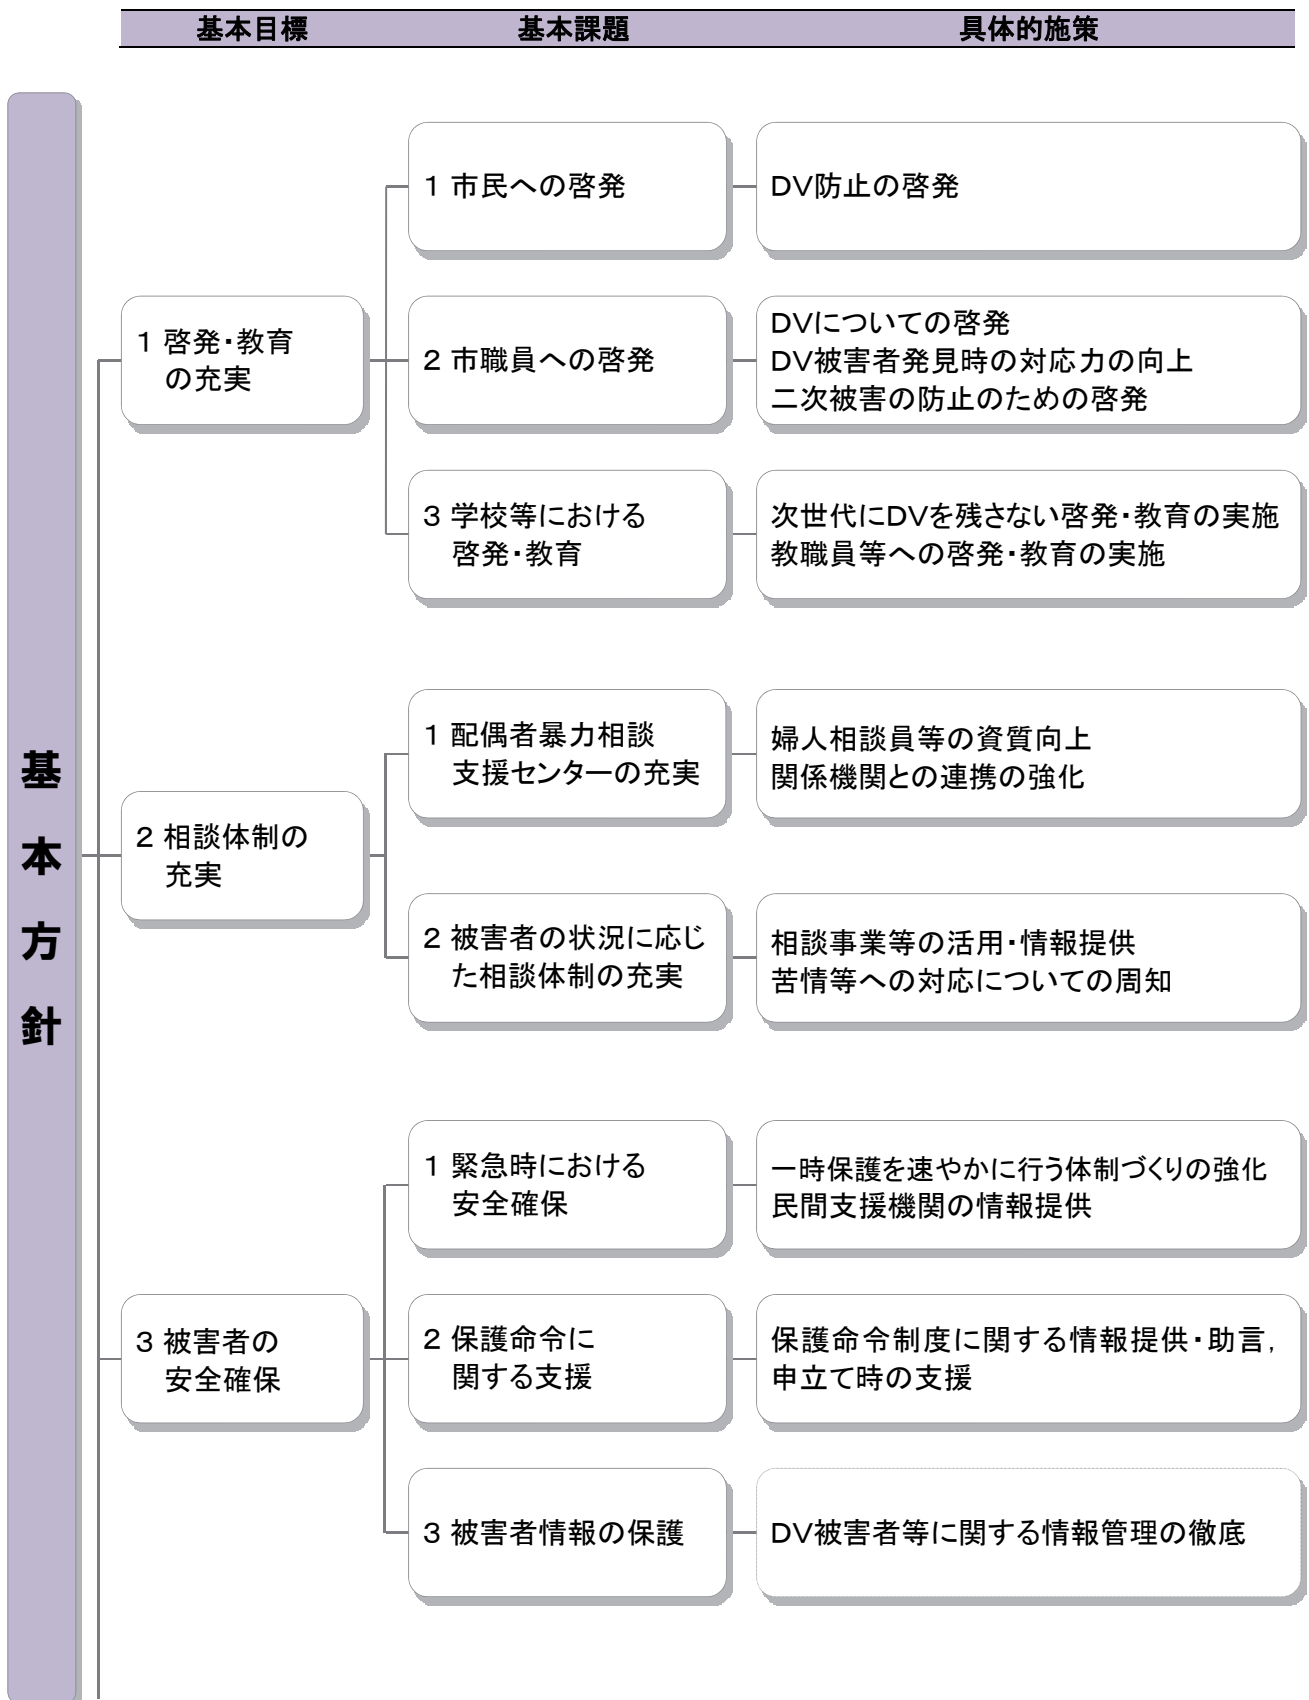 基本目標 基本課題 具体的施策
基本方針
1 啓発・教育
の充実
1 市民への啓発
DV防止の啓発
2 市職員への啓発
DVについての啓発
DV被害者発見時の対応力の向上
二次被害の防止のための啓発
3 学校等における
啓発・教育
次世代にDVを残さない啓発・教育の実施
教職員等への啓発・教育の実施
2 相談体制の
充実
1 配偶者暴力相談
支援センターの充実
婦人相談員等の資質向上
関係機関との連携の強化
2 被害者の状況に応じ
た相談体制の充実
相談事業等の活用・情報提供
苦情等への対応についての周知
3 被害者の
安全確保
1 緊急時における
安全確保
一時保護を速やかに行う体制づくりの強化
民間支援機関の情報提供
2 保護命令に
関する支援
保護命令制度に関する情報提供・助言,
申立て時の支援
3 被害者情報の保護
DV被害者等に関する情報管理の徹底